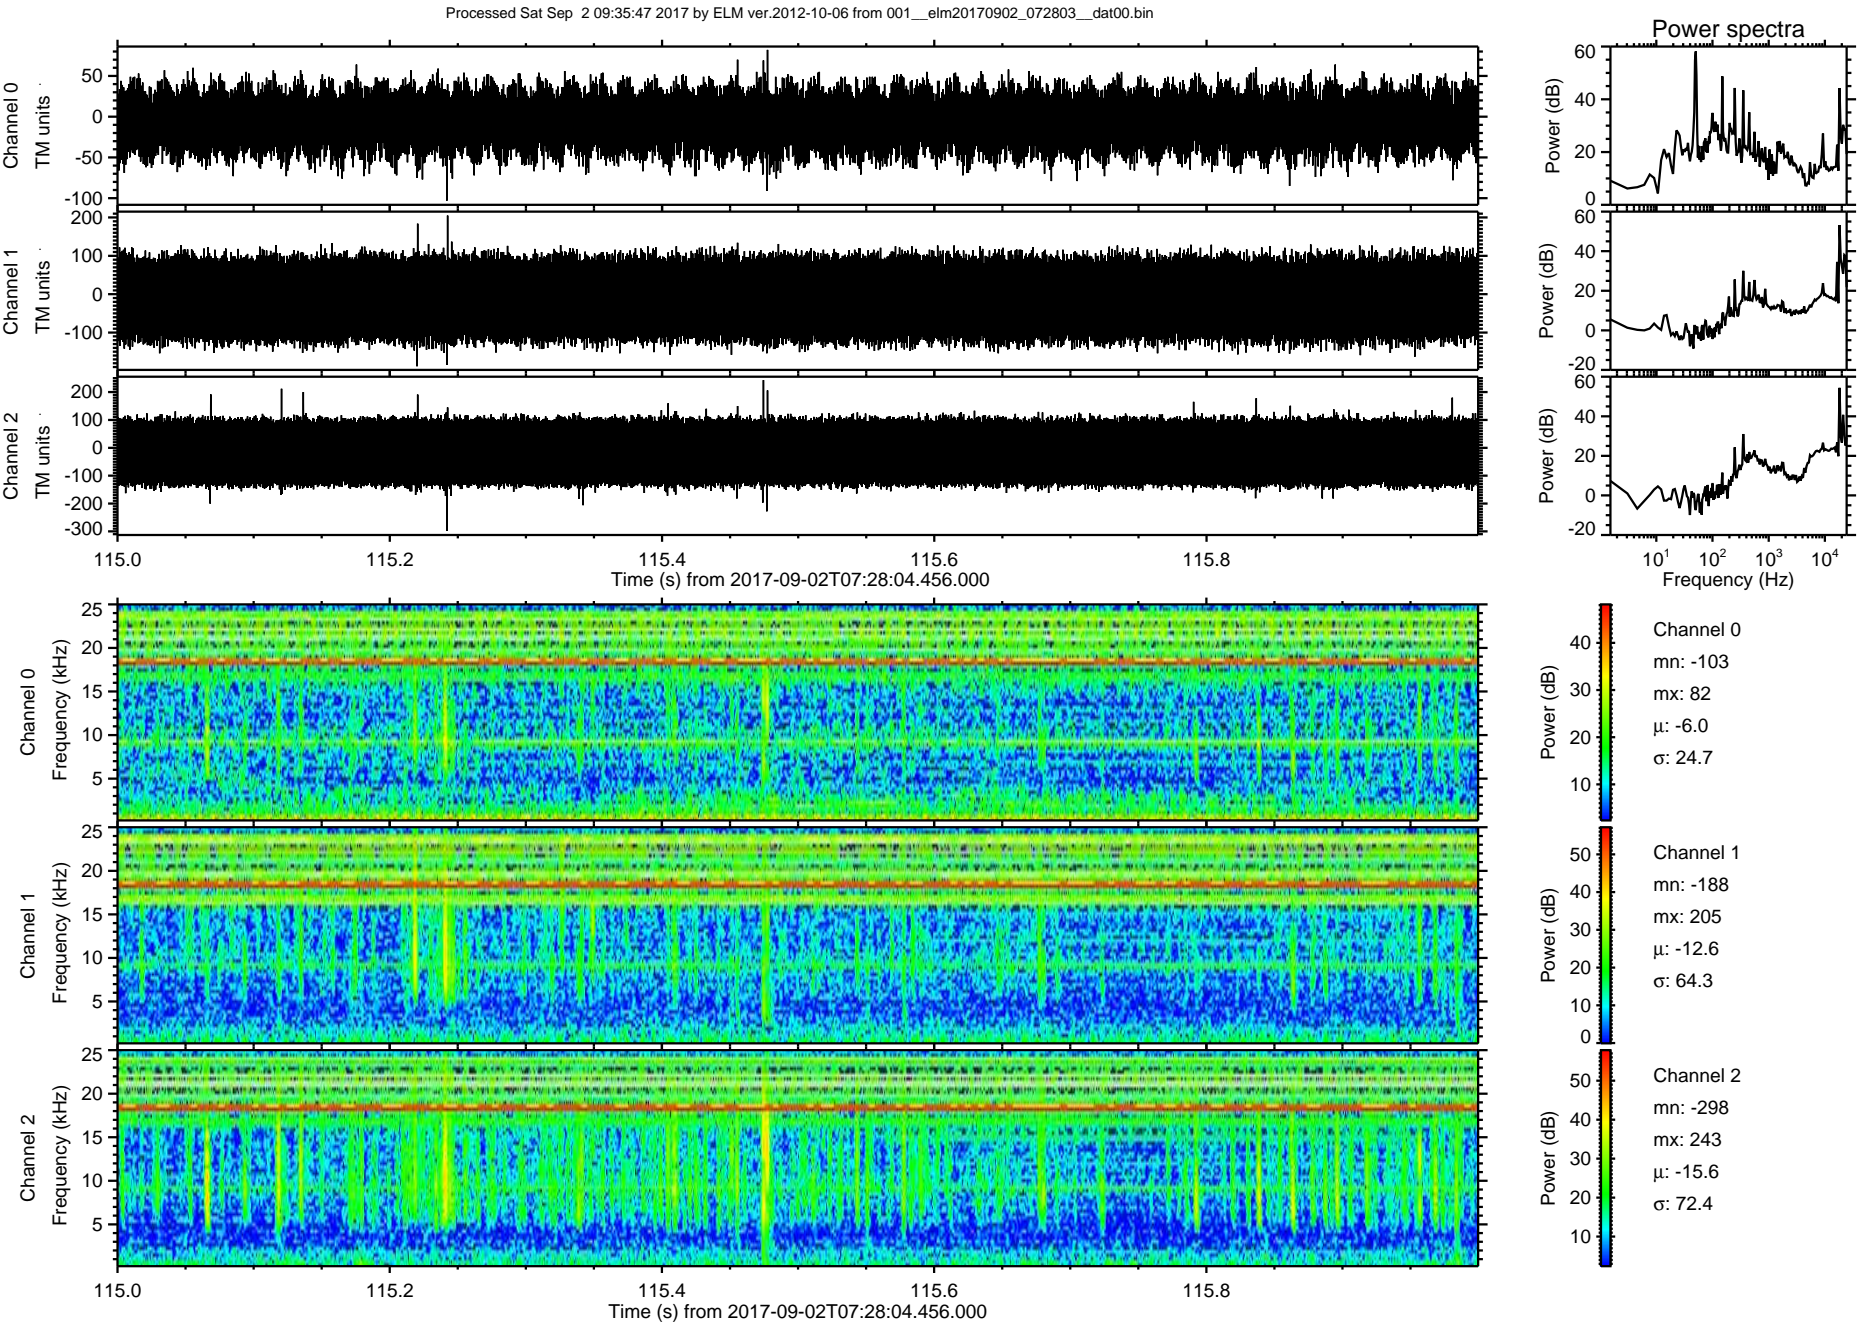 Processed Sat Sep 2 09:35:47 2017 by ELM ver.2012-10-06 from 001__elm20170902_072803__dat00.bin
Power spectra
Channel 0
TM units
50
0
-50
-100
Power (dB)
60
40
20
0
Channel 1
TM units
200
100
0
-100
Power (dB)
60
40
20
0
-20
Channel 2
TM units
200
100
0
-100
-200
-300
Power (dB)
60
40
20
0
-20
115.0 115.2 115.4 115.6 115.8
Time (s) from 2017-09-02T07:28:04.456.000
10^1 10^2 10^3 10^4
Frequency (Hz)
Channel 0
Frequency (kHz)
25
20
15
10
5
Power (dB)
40
30
20
10
Channel 0
mn: -103
mx: 82
μ: -6.0
σ: 24.7
Channel 1
Frequency (kHz)
25
20
15
10
5
Power (dB)
50
40
30
20
10
0
Channel 1
mn: -188
mx: 205
μ: -12.6
σ: 64.3
Channel 2
Frequency (kHz)
25
20
15
10
5
Power (dB)
50
40
30
20
10
Channel 2
mn: -298
mx: 243
μ: -15.6
σ: 72.4
115.0 115.2 115.4 115.6 115.8
Time (s) from 2017-09-02T07:28:04.456.000